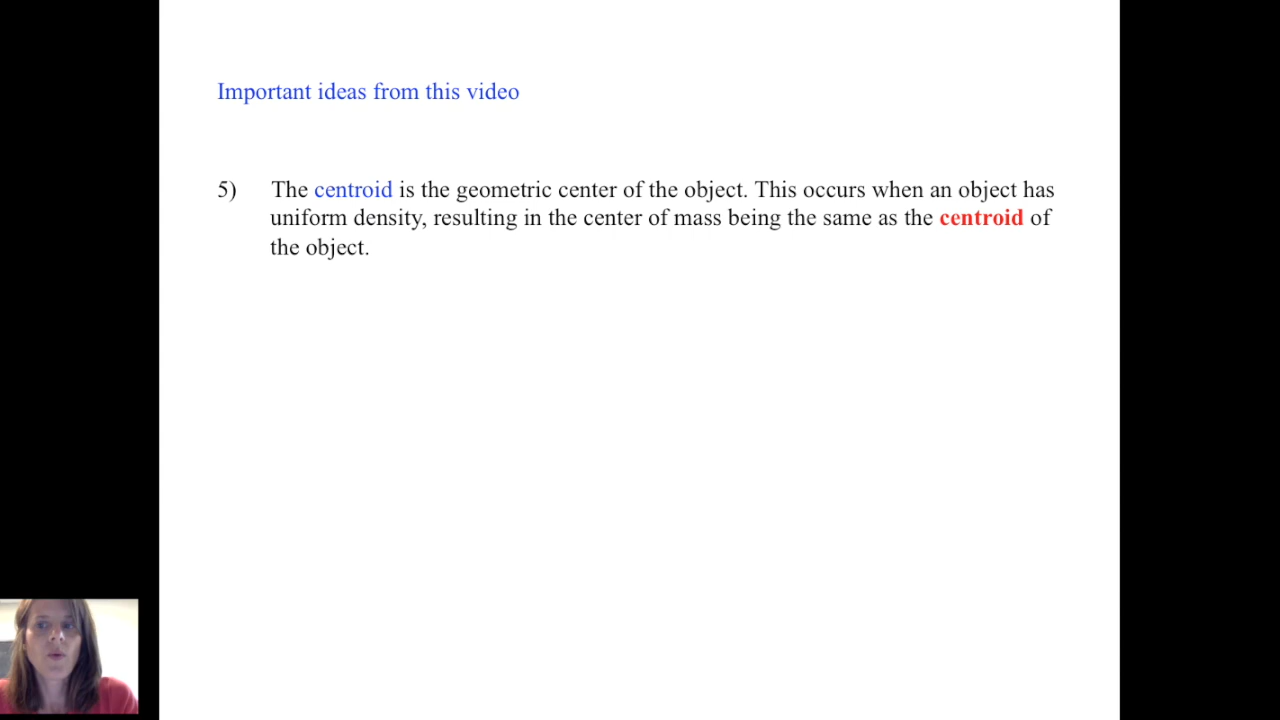 Important ideas from this video
5) The centroid is the geometric center of the object. This occurs when an object has
uniform density, resulting in the center of mass being the same as the centroid of
the object.